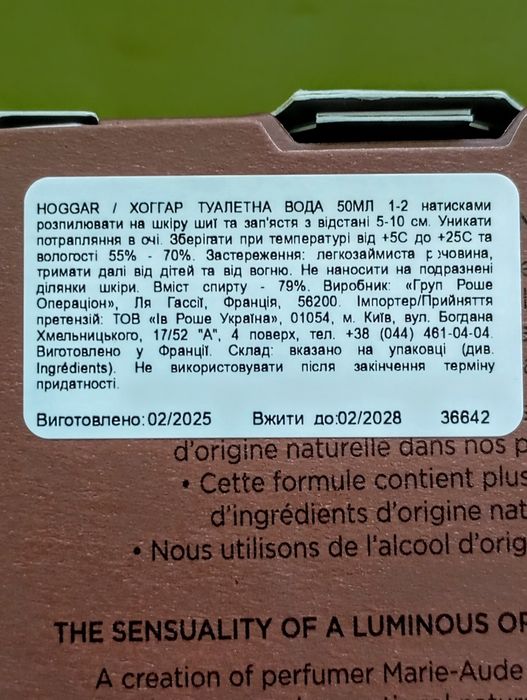 HOGGAR / ХОГГАР ТУАЛЕТНА ВОДА 50МЛ 1-2 натисками
розпилювати на шкіру шиї та зап'ястя з відстані 5-10 см. Уникати
потрапляння в очі. Зберігати при температурі від +5С до +25С та
вологості 55% - 70%. Застереження: легкозаймиста речовина,
тримати далі від дітей та від вогню. Не наносити на подразнені
ділянки шкіри. Вміст спирту - 79%. Виробник: «Груп Роше
Операціон», Ля Гассії, Франція, 56200. Імпортер/Прийняття
претензій: ТОВ «Ів Роше Україна», 01054, м. Київ, вул. Богдана
Хмельницького, 17/52 "А", 4 поверх, тел. +38 (044) 461-04-04.
Виготовлено у Франції. Склад: вказано на упаковці (див.
Ingrédients). Не використовувати після закінчення терміну
придатності.
Виготовлено: 02/2025 Вжити до:02/2028 36642
d'origine naturelle dans nos p
• Cette formule contient plus
d'ingrédients d'origine nat
• Nous utilisons de l'alcool d'orig
THE SENSUALITY OF A LUMINOUS OR
A creation of perfumer Marie-Aude